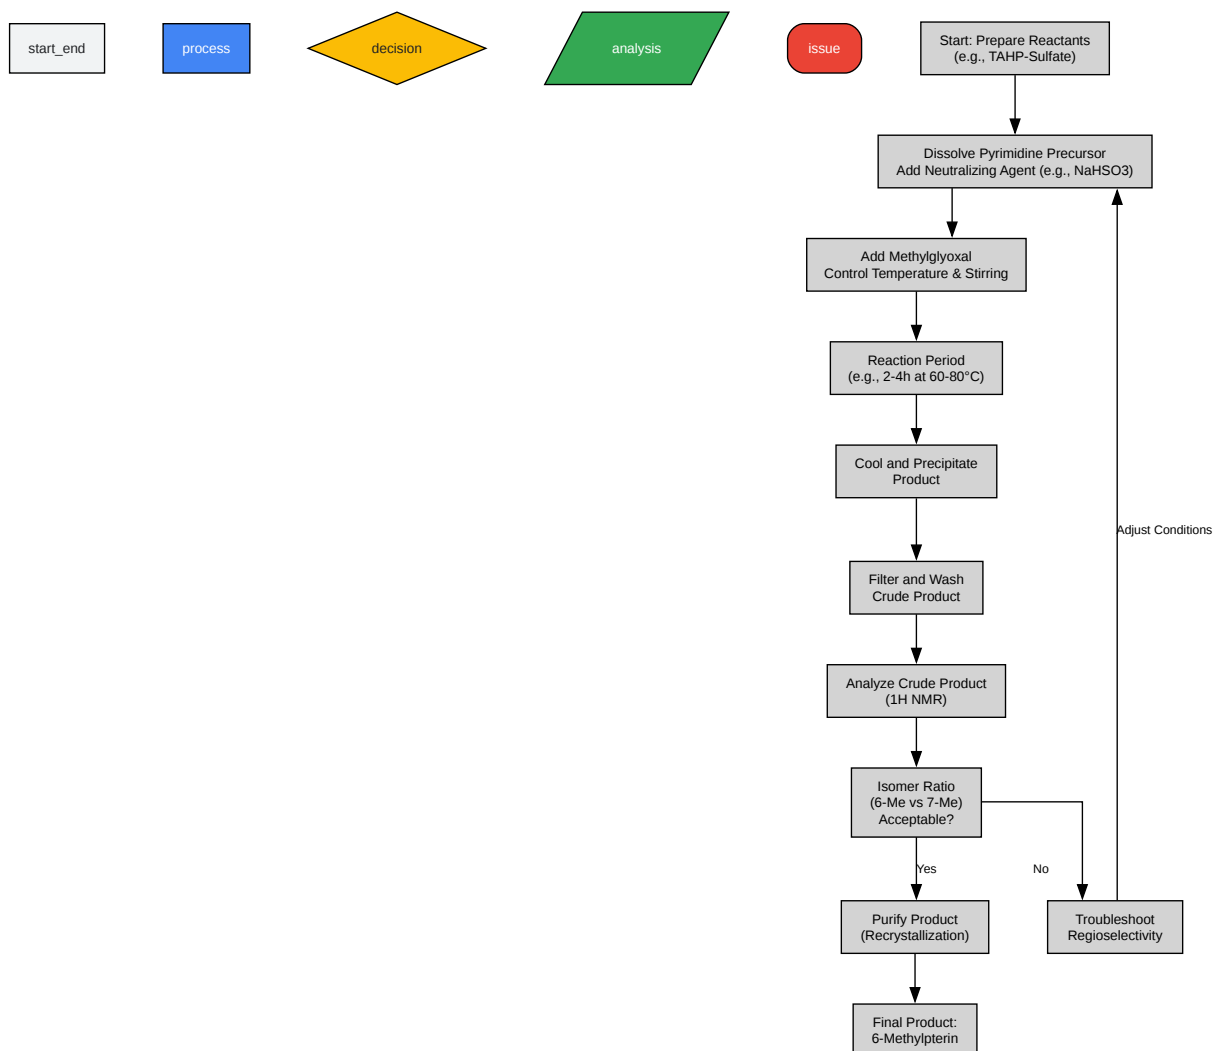 start_end
process
decision
analysis
issue
Start: Prepare Reactants
(e.g., TAHP-Sulfate)
Dissolve Pyrimidine Precursor
Add Neutralizing Agent (e.g., NaHSO3)
Add Methylglyoxal
Control Temperature & Stirring
Reaction Period
(e.g., 2-4h at 60-80°C)
Cool and Precipitate
Product
Adjust Conditions
Filter and Wash
Crude Product
Analyze Crude Product
(1H NMR)
Isomer Ratio
(6-Me vs 7-Me)
Acceptable?
Yes
No
Purify Product
(Recrystallization)
Troubleshoot
Regioselectivity
Final Product:
6-Methylpterin